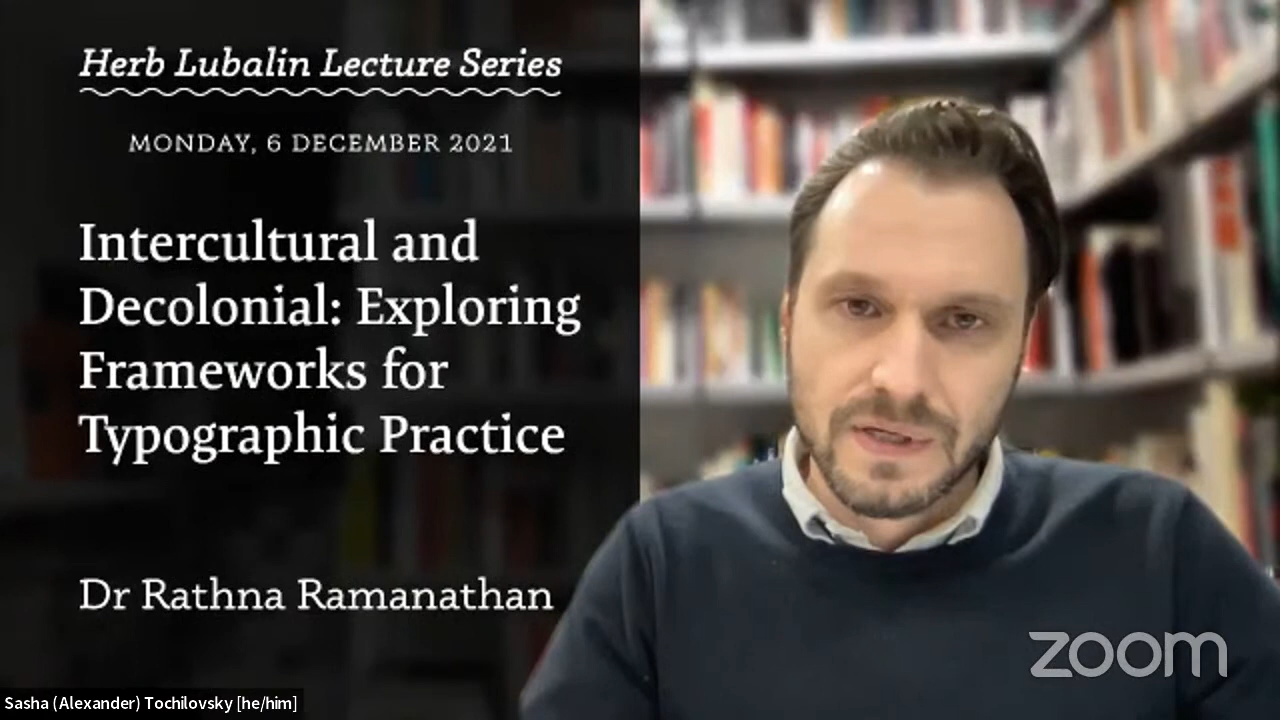 Herb Lubalin Lecture Series
MONDAY, 6 DECEMBER 2021
Intercultural and
Decolonial: Exploring
Frameworks for
Typographic Practice
Dr Rathna Ramanathan
zoom
Sasha (Alexander) Tochilovsky [he/him]